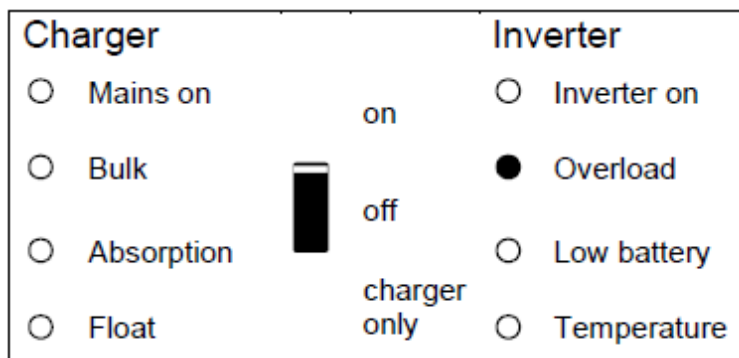 Charger
Mains on
Bulk
Absorption
Float
on
off
charger
only
Inverter
Inverter on
Overload
Low battery
Temperature